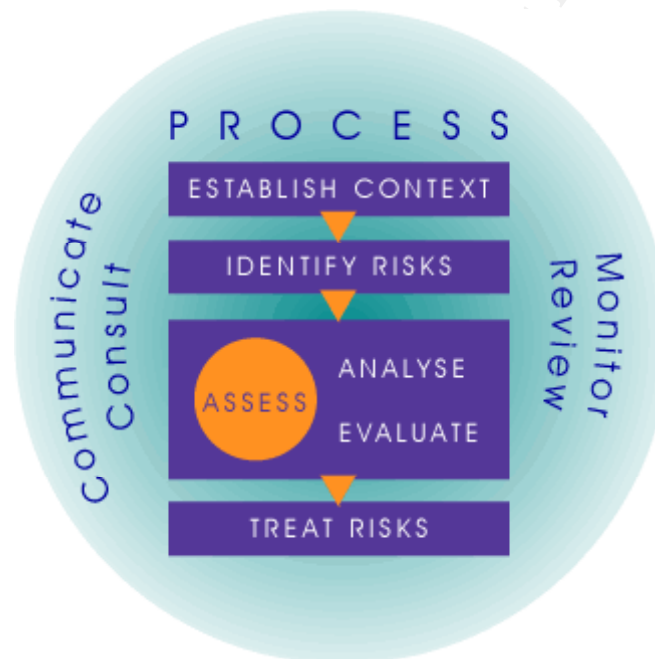 PROCESS
ESTABLISH CONTEXT
IDENTIFY RISKS
ASSESS
ANALYSE
EVALUATE
TREAT RISKS
Communicate
Consult
Monitor
Review